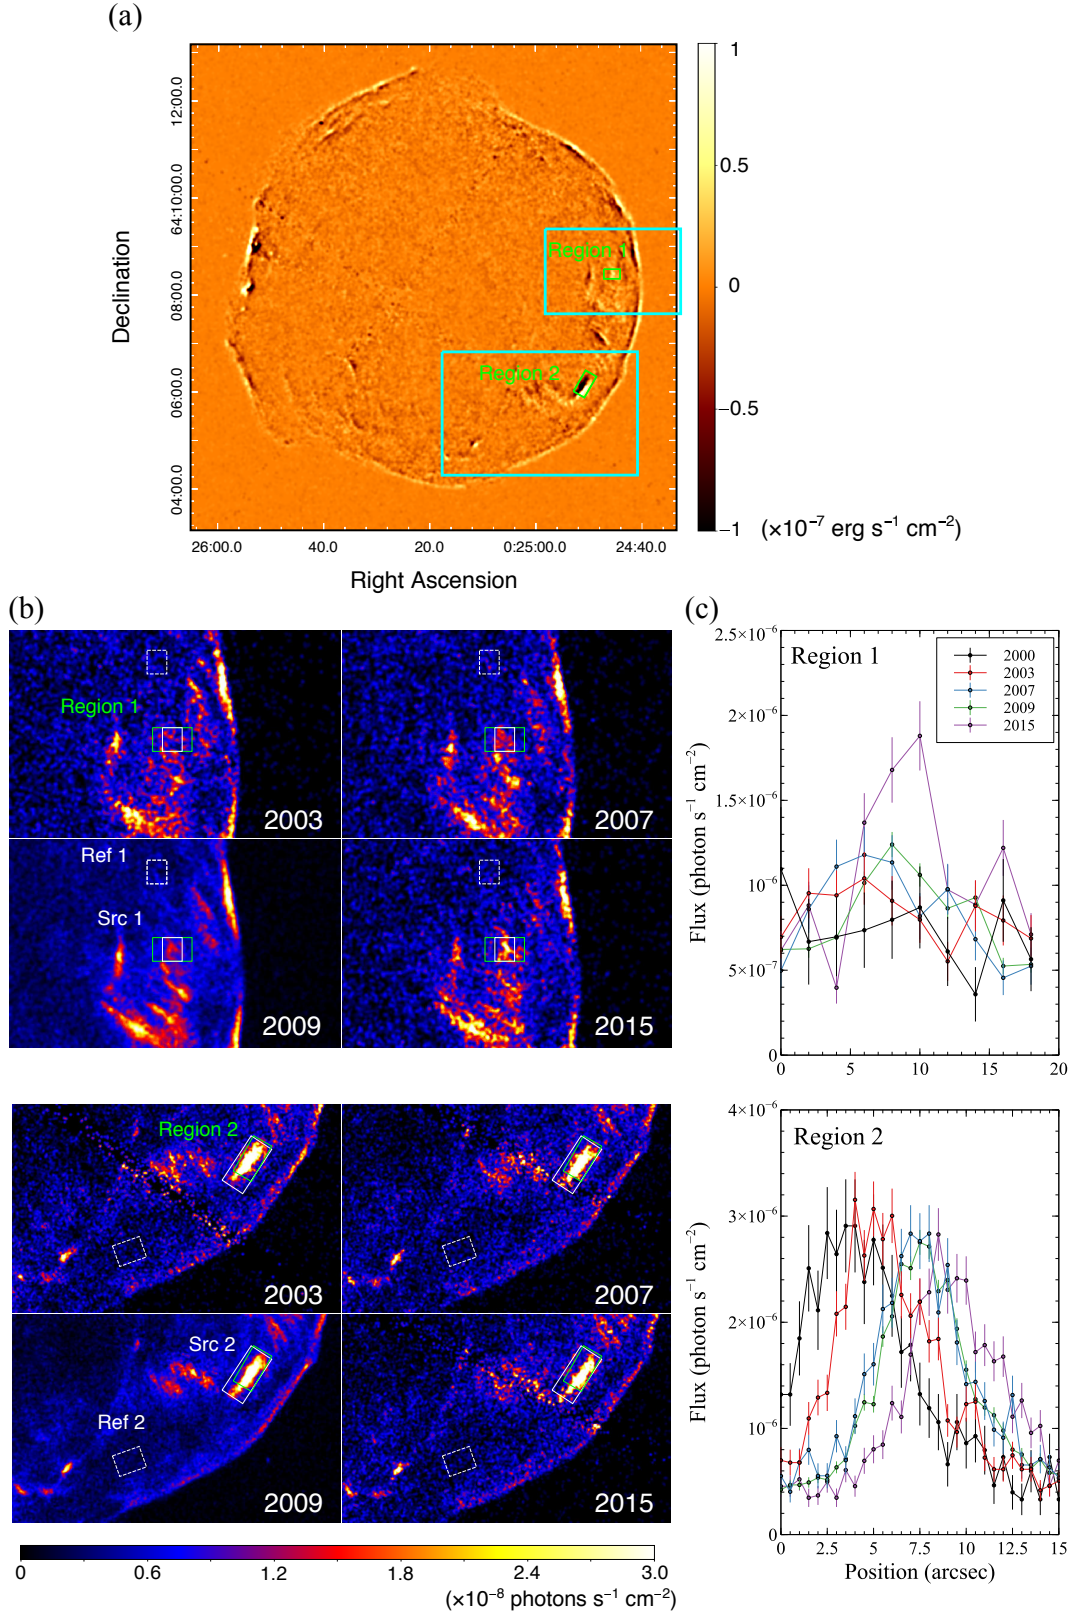 (a)
Declination
12:00.0
64:10:00.0
08:00.0
06:00.0
04:00.0
Region 1
Region 2
26:00.0 40.0 20.0 0:25:00.0 24:40.0
Right Ascension
1
0.5
0
−0.5
−1 (×10⁻⁷ erg s⁻¹ cm⁻²)
(b)
Region 1
2003
2007
Ref 1
Src 1
2009
2015
Region 2
2003
2007
Src 2
Ref 2
2009
2015
0 0.6 1.2 1.8 2.4 3.0
(×10⁻⁸ photons s⁻¹ cm⁻²)
(c)
Region 1
2000
2003
2007
2009
2015
Flux (photon s⁻¹ cm⁻²)
2.5×10⁻⁶
2×10⁻⁶
1.5×10⁻⁶
1×10⁻⁶
5×10⁻⁷
0
0 5 10 15 20
Region 2
Flux (photon s⁻¹ cm⁻²)
4×10⁻⁶
3×10⁻⁶
2×10⁻⁶
1×10⁻⁶
0
0 2.5 5 7.5 10 12.5 15
Position (arcsec)